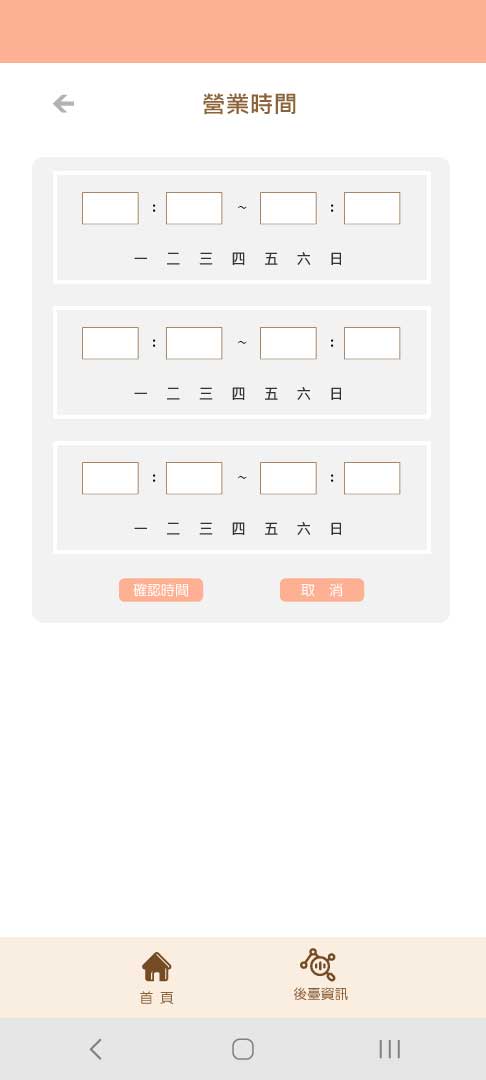 營業時間
: ~ :
一 二 三 四 五 六 日
: ~ :
一 二 三 四 五 六 日
: ~ :
一 二 三 四 五 六 日
確認時間 取 消
首 頁 後臺資訊